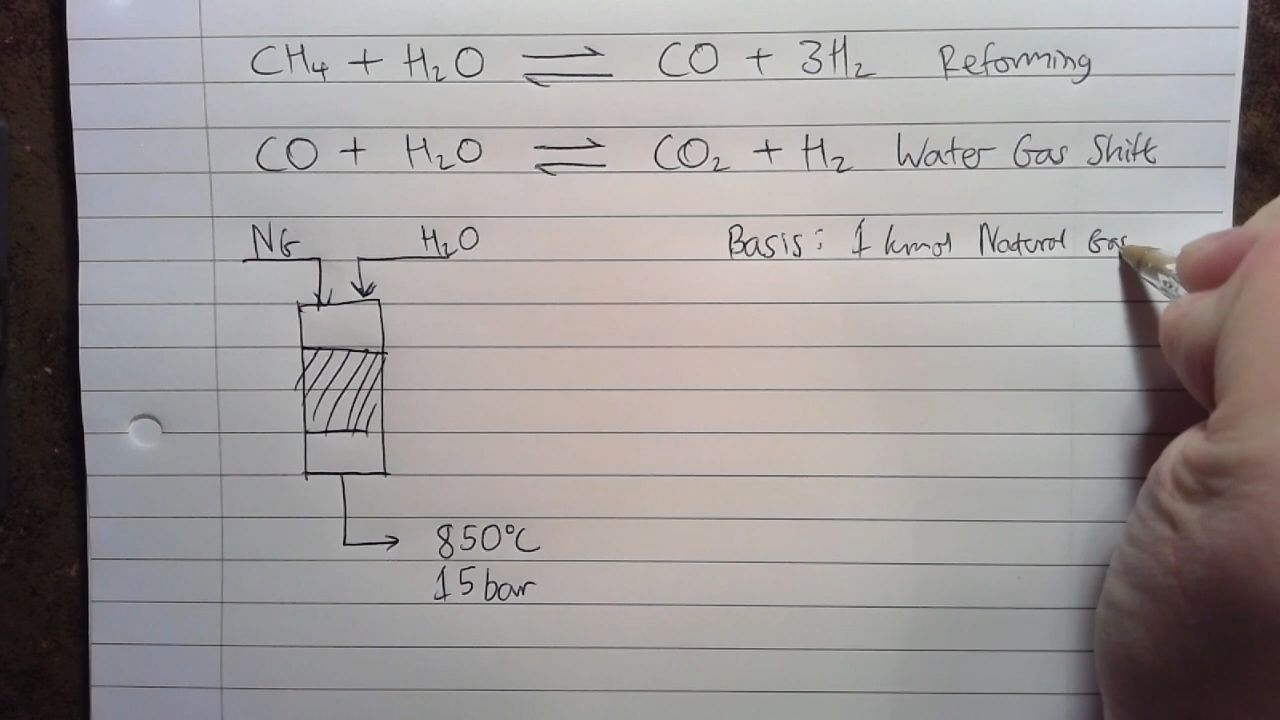 CH₄ + H₂O ⇌ CO + 3H₂ Reforming
CO + H₂O ⇌ CO₂ + H₂ Water Gas Shift
NG H₂O Basis: 1 kmol Natural Gas
850°C
15 bar